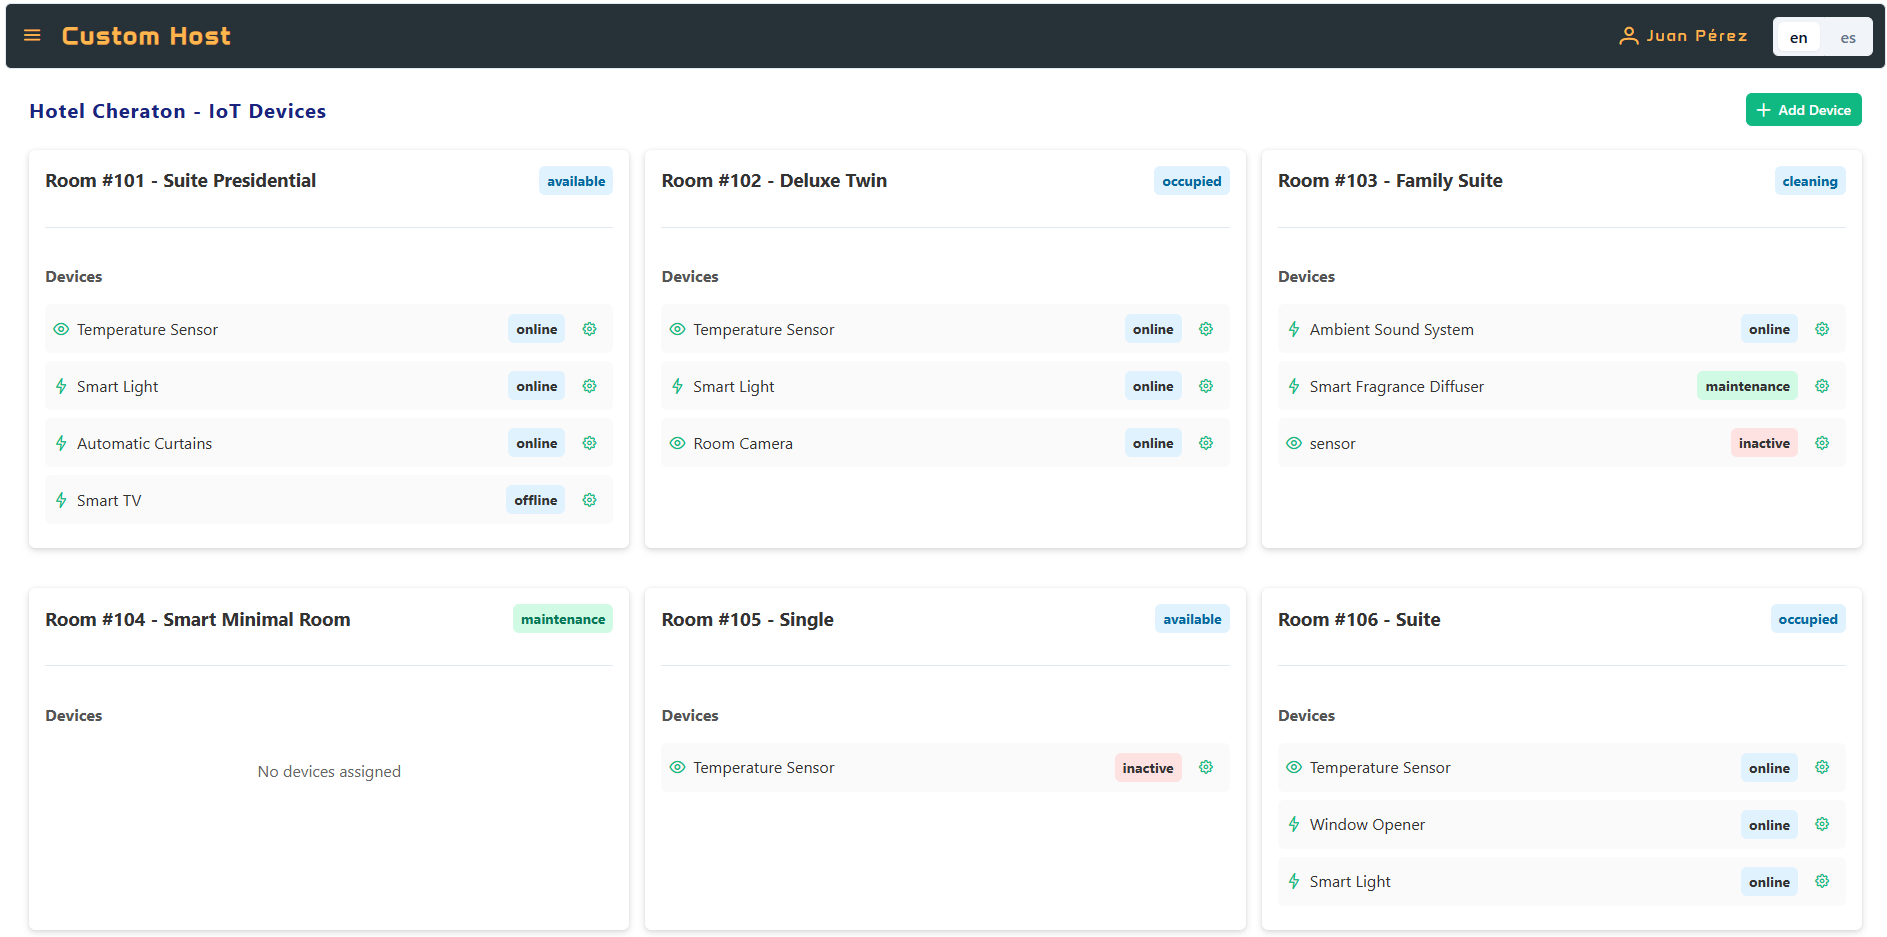 Custom Host
Juan Pérez
en
es
Hotel Cheraton - IoT Devices
Add Device
Room #101 - Suite Presidential
available
Devices
Temperature Sensor
online
Smart Light
online
Automatic Curtains
online
Smart TV
offline
Room #102 - Deluxe Twin
occupied
Devices
Temperature Sensor
online
Smart Light
online
Room Camera
online
Room #103 - Family Suite
cleaning
Devices
Ambient Sound System
online
Smart Fragrance Diffuser
maintenance
sensor
inactive
Room #104 - Smart Minimal Room
maintenance
Devices
No devices assigned
Room #105 - Single
available
Devices
Temperature Sensor
inactive
Room #106 - Suite
occupied
Devices
Temperature Sensor
online
Window Opener
online
Smart Light
online